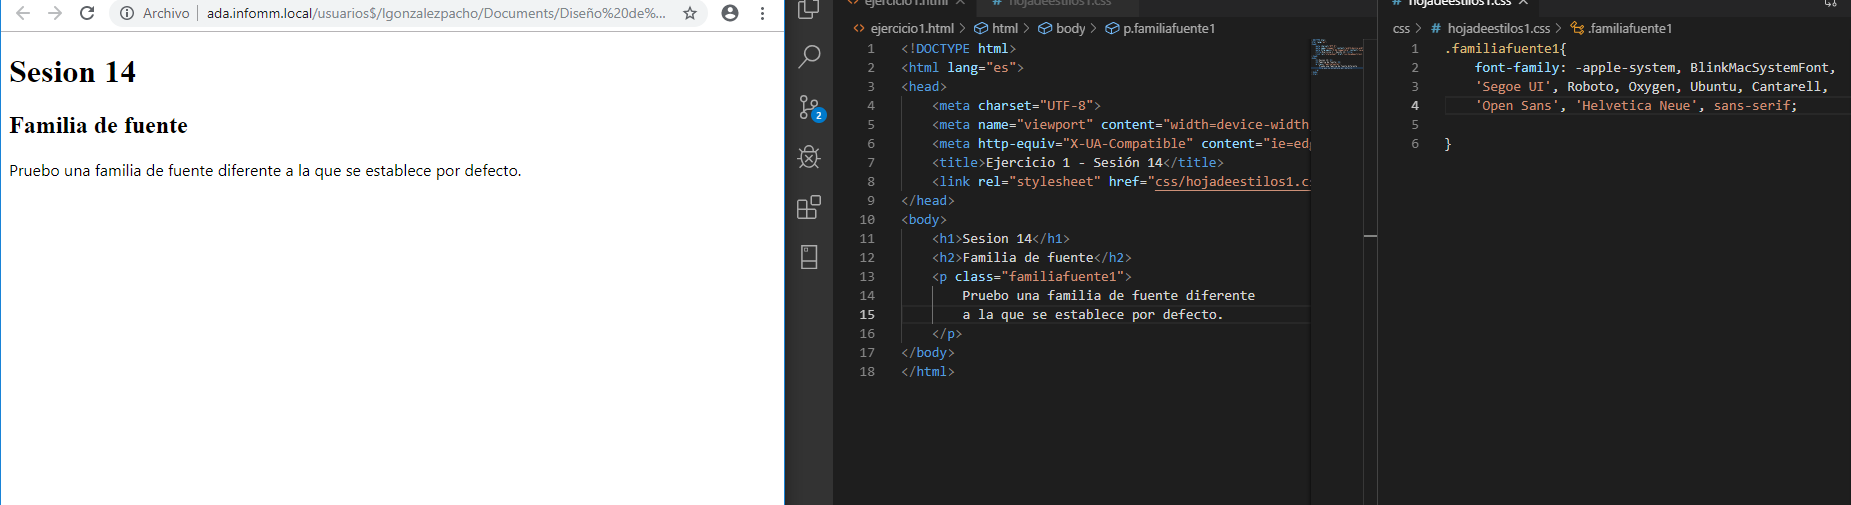 Archivo | ada.infomm.local/usuarios$/lgonzalezpacho/Documents/Diseño%20de%...
Sesion 14
Familia de fuente
Pruebo una familia de fuente diferente a la que se establece por defecto.
2
ejercicio1.html
hojadeestilos1.css
ejercicio1.html > html > body > p.familiafuente1
1 <!DOCTYPE html>
2 <html lang="es">
3 <head>
4 <meta charset="UTF-8">
5 <meta name="viewport" content="width=device-width
6 <meta http-equiv="X-UA-Compatible" content="ie=edg
7 <title>Ejercicio 1 - Sesión 14</title>
8 <link rel="stylesheet" href="css/hojadeestilos1.cs
9 </head>
10 <body>
11 <h1>Sesion 14</h1>
12 <h2>Familia de fuente</h2>
13 <p class="familiafuente1">
14 Pruebo una familia de fuente diferente
15 a la que se establece por defecto.
16 </p>
17 </body>
18 </html>
# hojadeestilos1.css
css > # hojadeestilos1.css > .familiafuente1
1 .familiafuente1{
2 font-family: -apple-system, BlinkMacSystemFont,
3 'Segoe UI', Roboto, Oxygen, Ubuntu, Cantarell,
4 'Open Sans', 'Helvetica Neue', sans-serif;
5
6 }